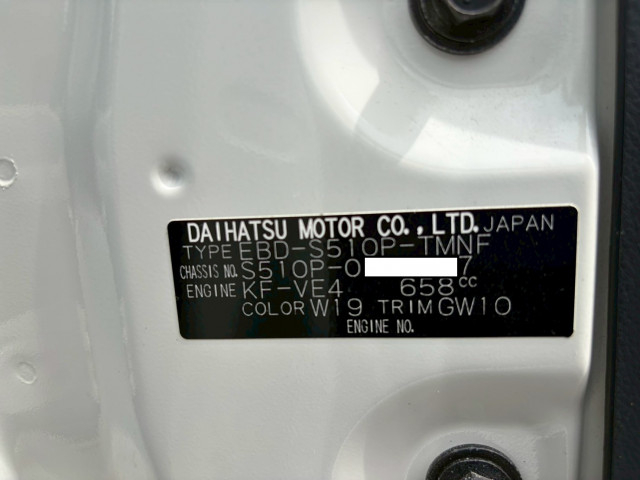 DAIHATSU MOTOR CO.,LTD. JAPAN
TYPE EBD-S510P-TMNF
CHASSIS NO. S510P-0 7
ENGINE KF-VE4 658cc
COLOR W19 TRIM GW10
ENGINE NO.